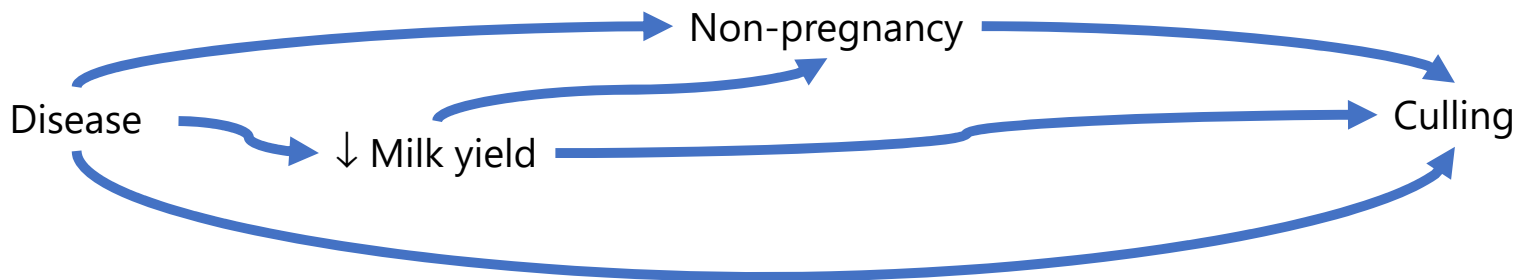 Non-pregnancy
Disease
↓ Milk yield
Culling